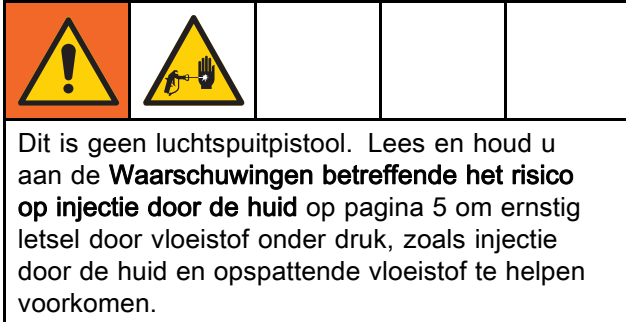 Dit is geen luchtspuitpistool. Lees en houd u
aan de Waarschuwingen betreffende het risico
op injectie door de huid op pagina 5 om ernstig
letsel door vloeistof onder druk, zoals injectie
door de huid en opspattende vloeistof te helpen
voorkomen.